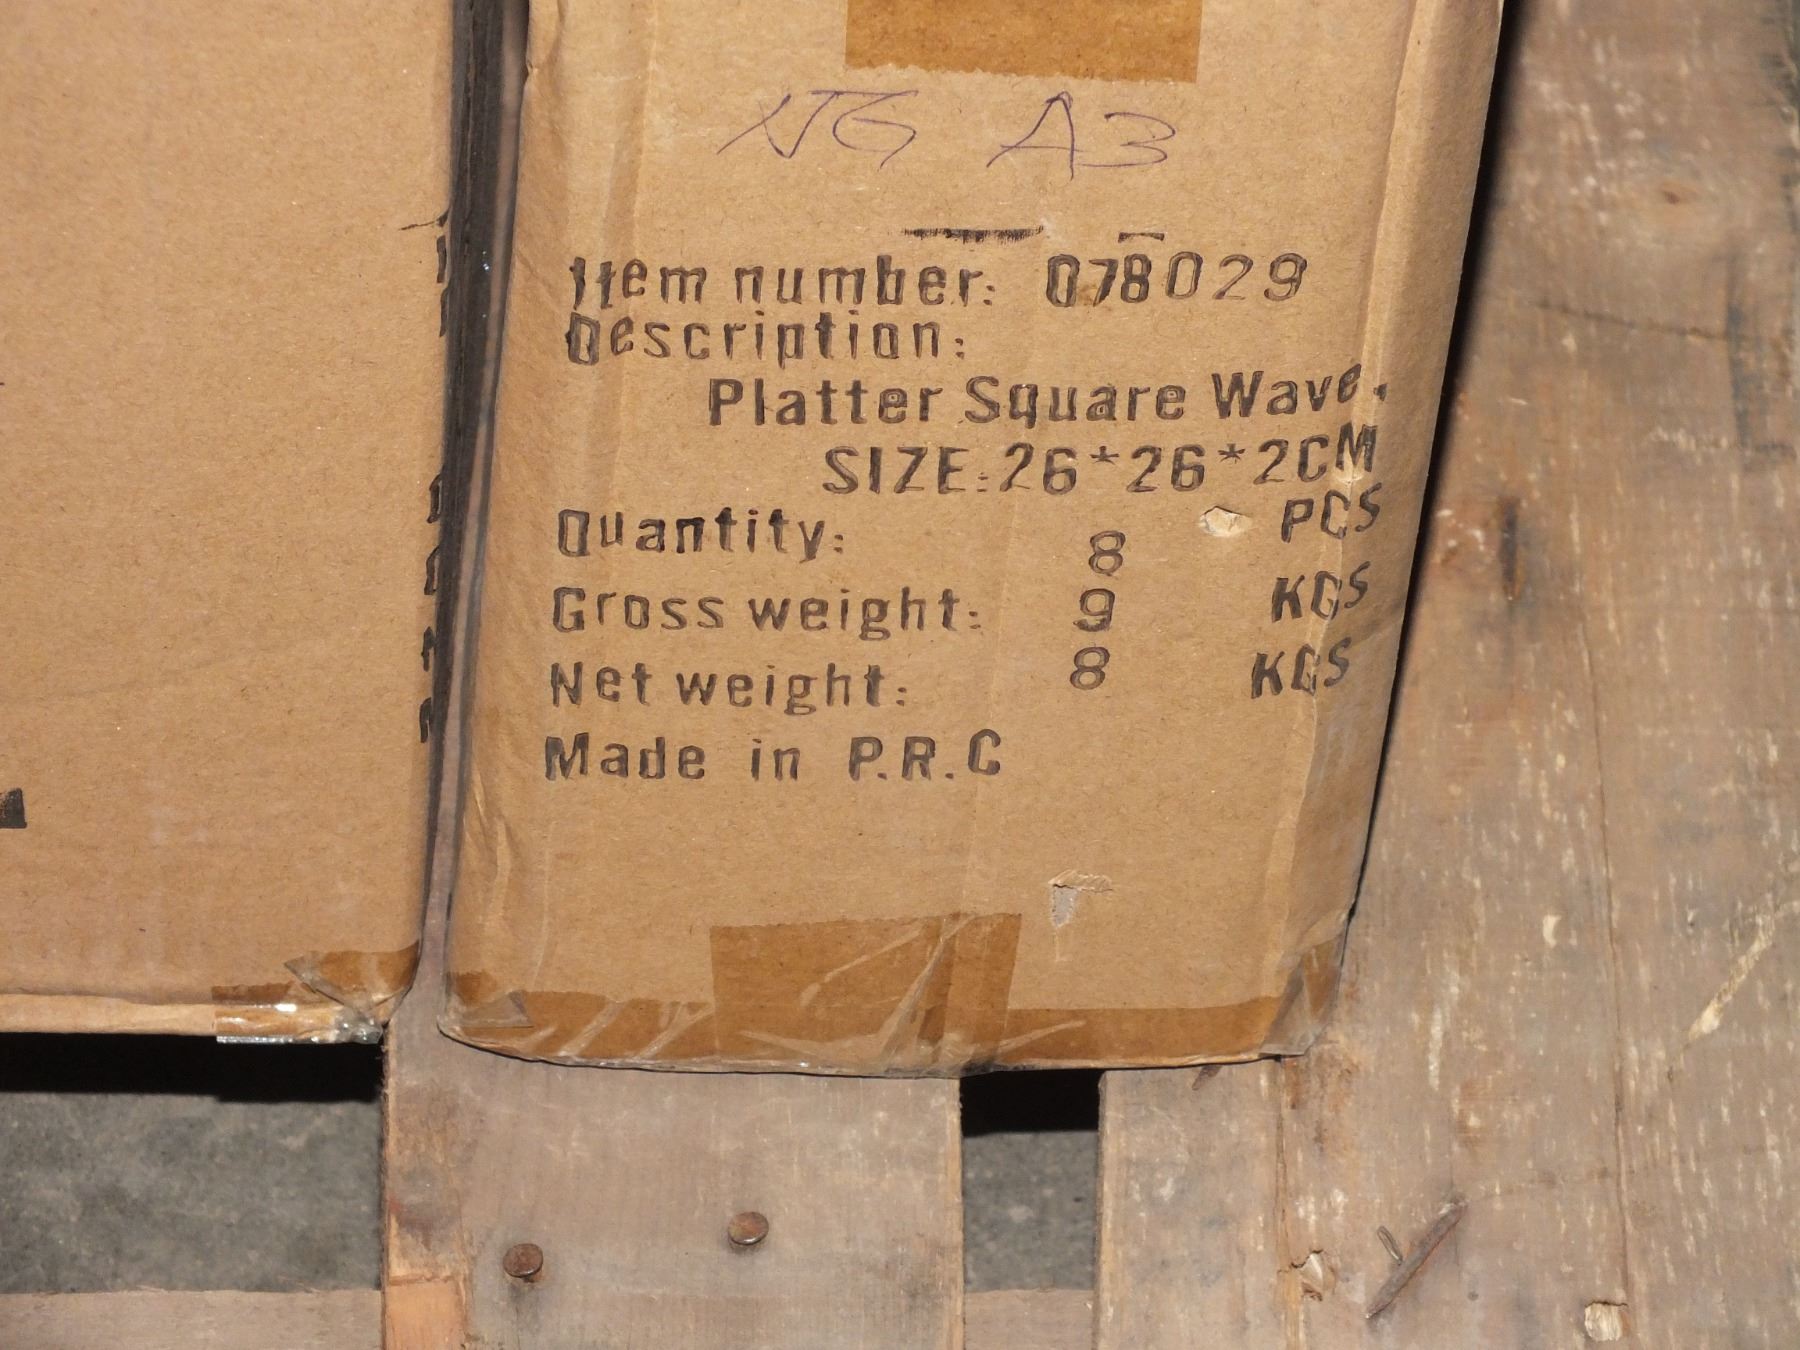 NG A3
Item number: 078029
Description:
Platter Square Wave.
SIZE:26*26*2CM
Quantity: 8 PCS
Gross weight: 9 KGS
Net weight: 8 KGS
Made in P.R.C